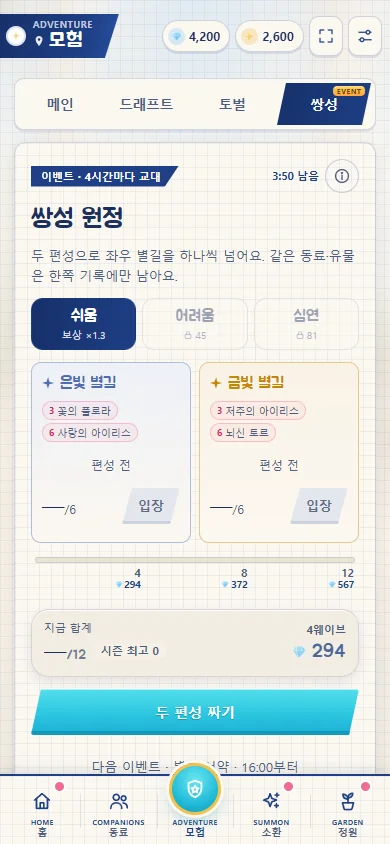 ADVENTURE
모험
4,200
2,600
메인
드래프트
토벌
쌍성
EVENT
이벤트 · 4시간마다 교대
3:50 남음
쌍성 원정
두 편성으로 좌우 별길을 하나씩 넘어요. 같은 동료·유물
은 한쪽 기록에만 남아요.
쉬움
보상 ×1.3
어려움
45
심연
81
은빛 별길
3 꽃의 플로라
6 사랑의 아이리스
편성 전
—/6
입장
금빛 별길
3 저주의 아이리스
6 뇌신 토르
편성 전
—/6
입장
4
294
8
372
12
567
지금 합계
—/12
시즌 최고 0
4웨이브
294
두 편성 짜기
다음 이벤트 ·
약 · 16:00부터
HOME
홈
COMPANIONS
동료
ADVENTURE
모험
SUMMON
소환
GARDEN
정원